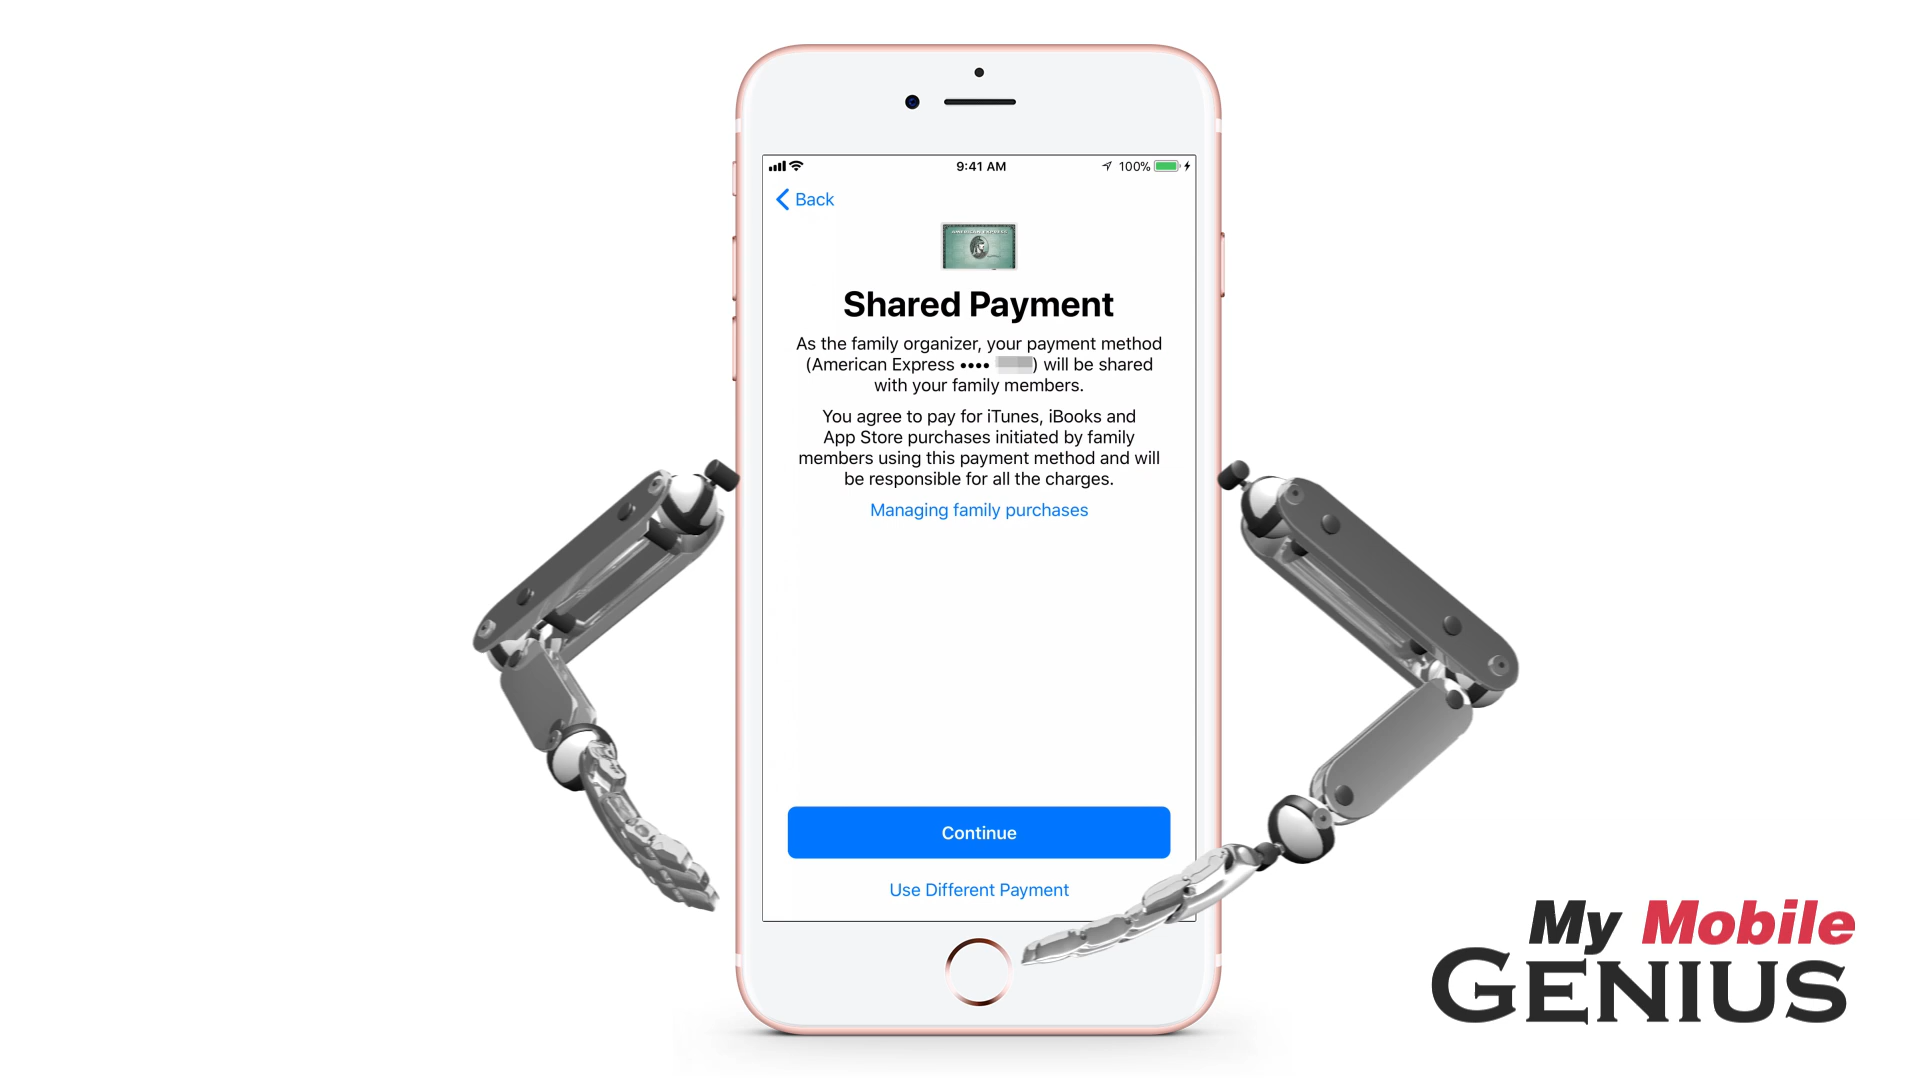 9:41 AM
100%
Back
AMERICAN EXPRESS
Shared Payment
As the family organizer, your payment method
(American Express •••• ) will be shared
with your family members.
You agree to pay for iTunes, iBooks and
App Store purchases initiated by family
members using this payment method and will
be responsible for all the charges.
Managing family purchases
Continue
Use Different Payment
My Mobile
GENIUS